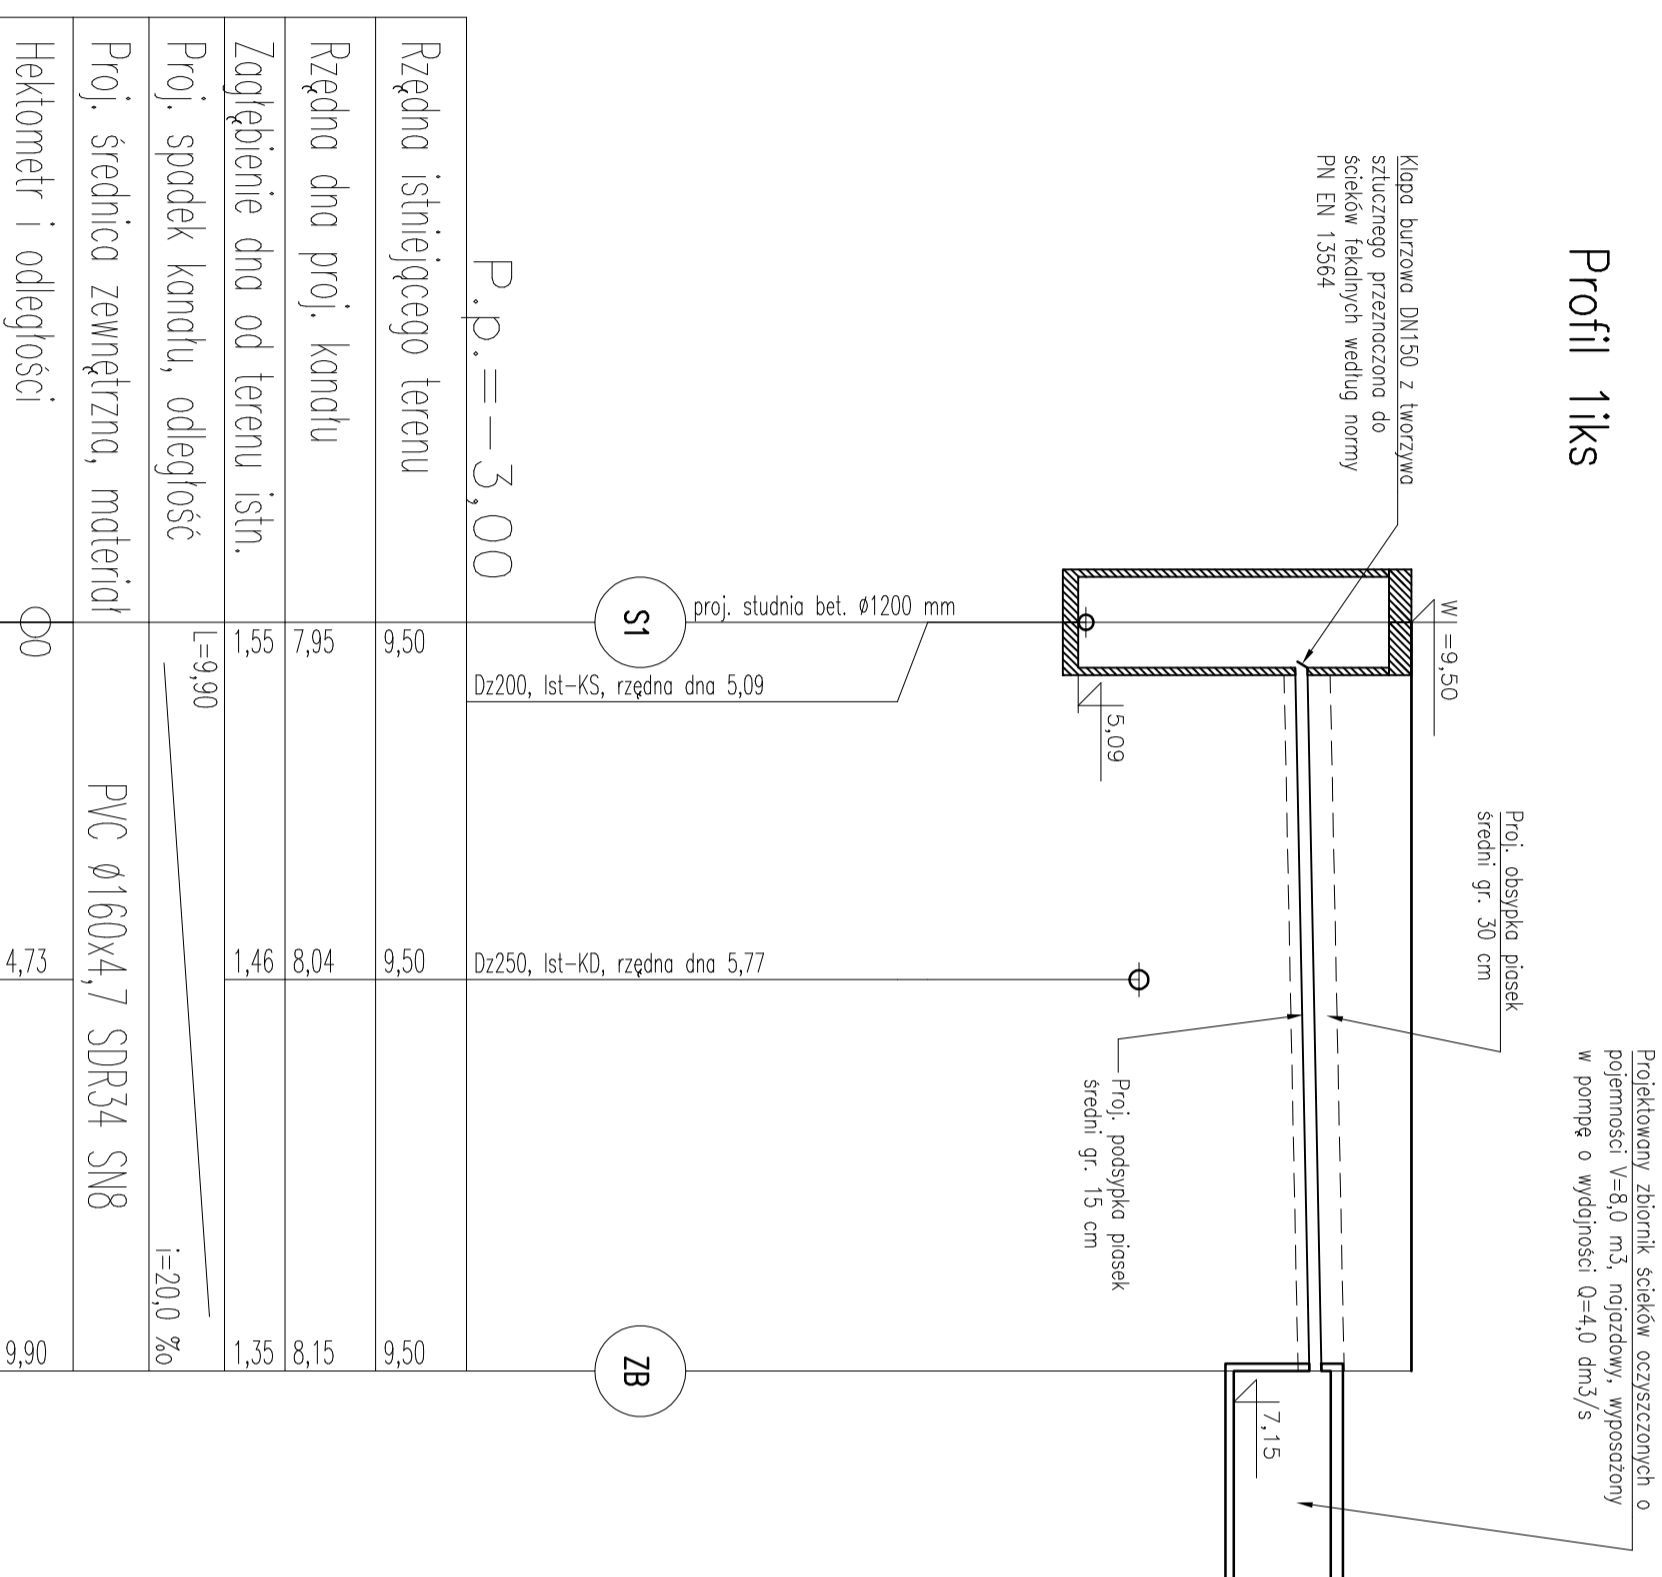 Profil 1iks
Projektowany zbiornik ścieków oczyszczonych o
pojemności V=8,0 m3, najazdowy, wyposażony
w pompę o wydajności Q=4,0 dm3/s
Proj. obsypka piasek
średni gr. 30 cm
Klapa burzowa DN150 z tworzywa
sztucznego przeznaczona do
ścieków fekalnych według normy
PN EN 13564
Wl =9,50
7,15
5,09
Proj. podsypka piasek
średni gr. 15 cm
proj. studnia bet. ø1200 mm
Dz200, Ist-KS, rzędna dna 5,09
Dz250, Ist-KD, rzędna dna 5,77
S1
ZB
P.p.=-3,00
Rzędna istniejącego terenu 9,50 9,50 9,50
Rzędna dna proj. kanału 7,95 8,04 8,15
Zagłębienie dna od terenu istn. 1,55 1,46 1,35
Proj. spadek kanału, odległość L=9,90 i=20,0 ‰
Proj. średnica zewnętrzna, materiał PVC ø160x4,7 SDR34 SN8
Hektometr i odległości 00 4,73 9,90